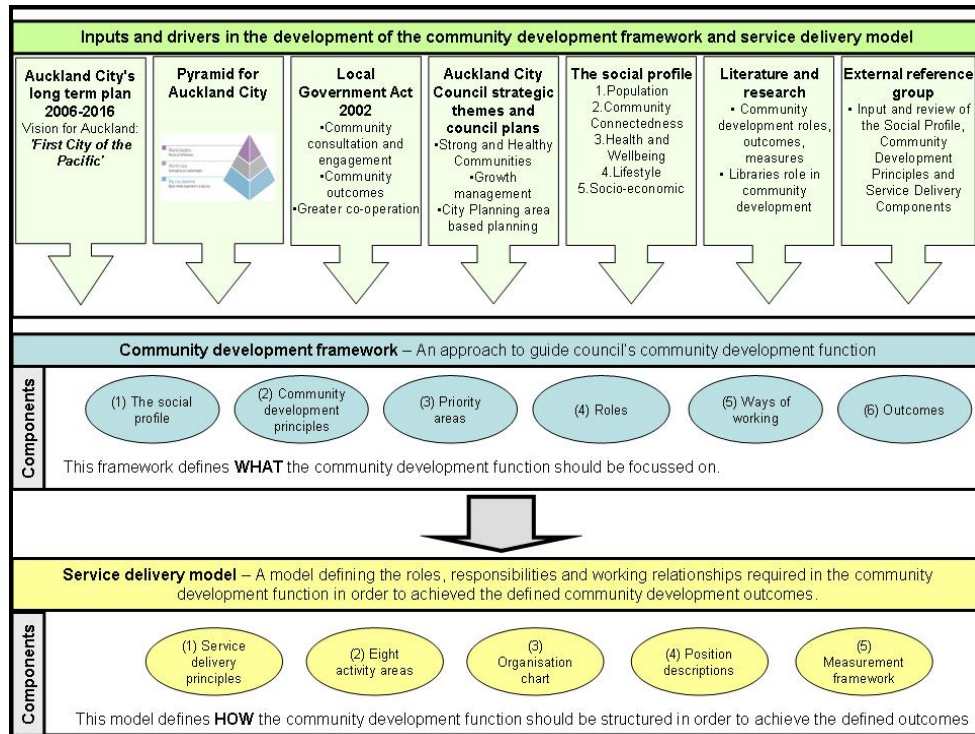 Inputs and drivers in the development of the community development framework and service delivery model
Auckland City's
long term plan
2006-2016
Vision for Auckland:
'First City of the
Pacific'
Pyramid for
Auckland City
Local
Government Act
2002
▪Community
consultation and
engagement
▪Community
outcomes
▪Greater co-operation
Auckland City
Council strategic
themes and
council plans
▪Strong and Healthy
Communities
▪Growth
management
▪City Planning area
based planning
The social profile
1.Population
2.Community
Connectedness
3.Health and
Wellbeing
4.Lifestyle
5.Socio-economic
Literature and
research
▪ Community
development roles,
outcomes,
measures
▪ Libraries role in
community
development
External reference
group
▪ Input and review of
the Social Profile,
Community
Development
Principles and
Service Delivery
Components
Community development framework – An approach to guide council's community development function
Components
(1) The social
profile
(2) Community
development
principles
(3) Priority
areas
(4) Roles
(5) Ways of
working
(6) Outcomes
This framework defines WHAT the community development function should be focussed on.
Service delivery model – A model defining the roles, responsibilities and working relationships required in the community
development function in order to achieved the defined community development outcomes.
Components
(1) Service
delivery
principles
(2) Eight
activity areas
(3)
Organisation
chart
(4) Position
descriptions
(5)
Measurement
framework
This model defines HOW the community development function should be structured in order to achieve the defined outcomes